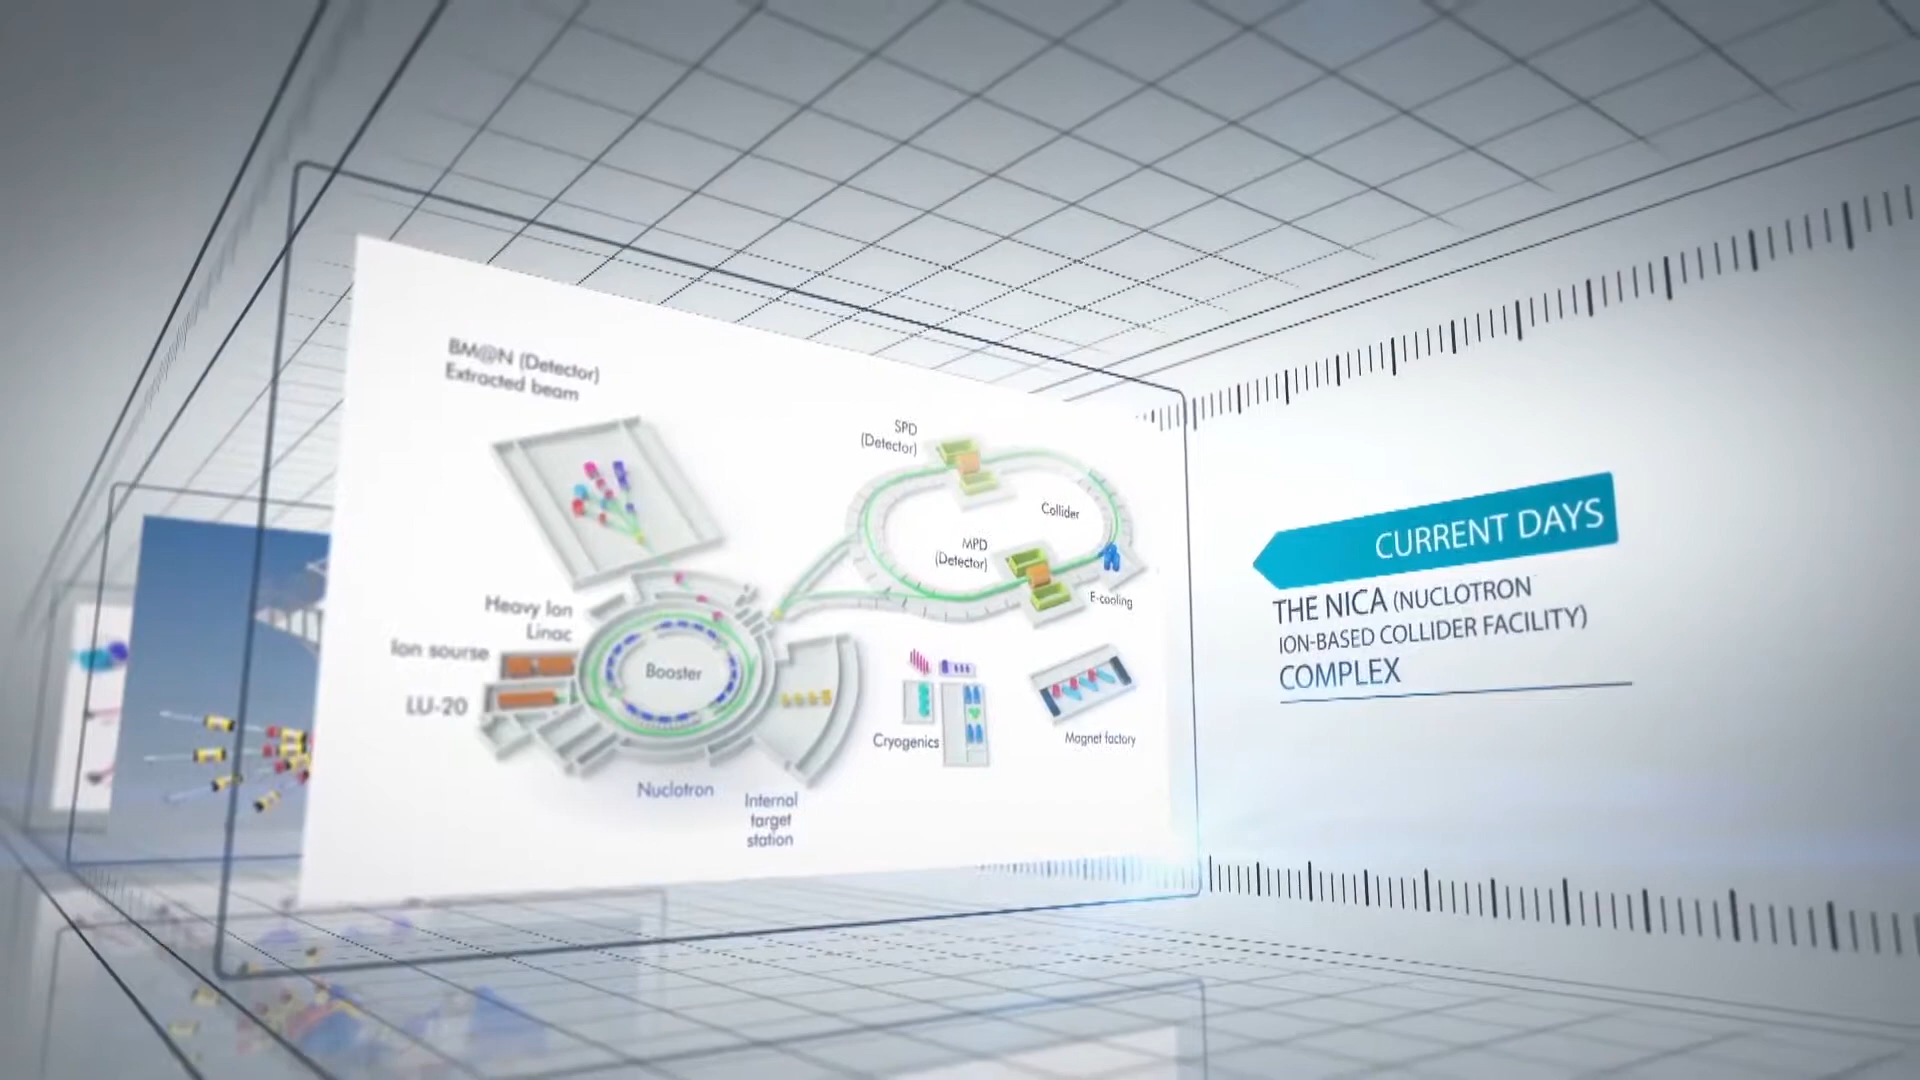 BM@N (Detector)
Extracted beam
SPD
(Detector)
Collider
MPD
(Detector)
E-cooling
Heavy Ion
Linac
Ion sourse
LU-20
Booster
Nuclotron
Internal
target
station
Cryogenics
Magnet factory
CURRENT DAYS
THE NICA (NUCLOTRON
ION-BASED COLLIDER FACILITY)
COMPLEX